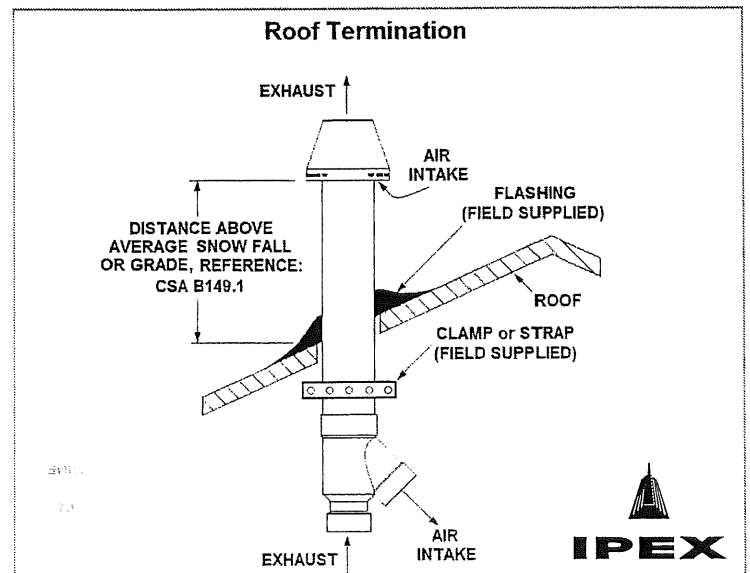 Roof Termination
EXHAUST
AIR
INTAKE
FLASHING
(FIELD SUPPLIED)
DISTANCE ABOVE
AVERAGE SNOW FALL
OR GRADE, REFERENCE:
CSA B149.1
ROOF
CLAMP or STRAP
(FIELD SUPPLIED)
AIR
INTAKE
EXHAUST
IPEX